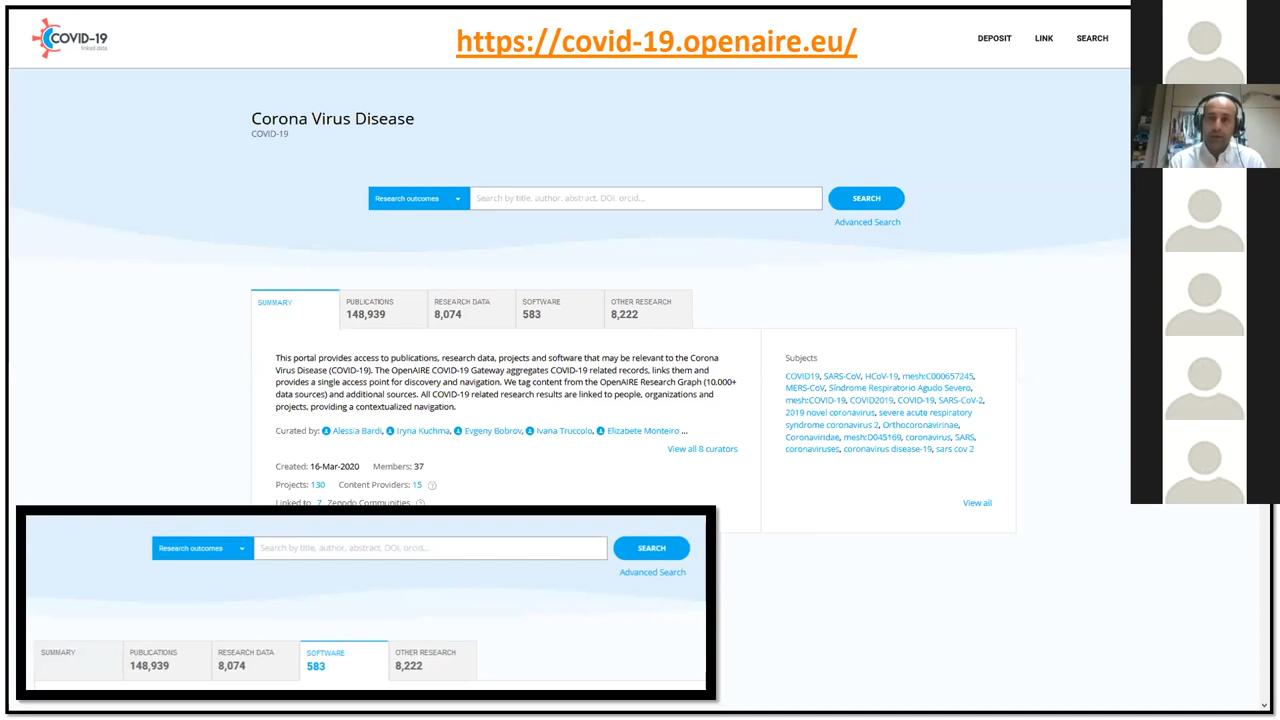 COVID-19
linked data
https://covid-19.openaire.eu/
DEPOSIT LINK SEARCH
Corona Virus Disease
COVID-19
Research outcomes Search by title, author, abstract, DOI, orcid... SEARCH
Advanced Search
SUMMARY PUBLICATIONS RESEARCH DATA SOFTWARE OTHER RESEARCH
148,939 8,074 583 8,222
This portal provides access to publications, research data, projects and software that may be relevant to the Corona
Virus Disease (COVID-19). The OpenAIRE COVID-19 Gateway aggregates COVID-19 related records, links them and
provides a single access point for discovery and navigation. We tag content from the OpenAIRE Research Graph (10,000+
data sources) and additional sources. All COVID-19 related research results are linked to people, organizations and
projects, providing a contextualized navigation.
Curated by: Alessia Bardi, Iryna Kuchma, Evgeny Bobrov, Ivana Truccolo, Elizabete Monteiro ...
View all 8 curators
Created: 16-Mar-2020 Members: 37
Projects: 130 Content Providers: 15 ?
Linked to 7 Zenodo Communities ?
Subjects
COVID19, SARS-CoV, HCoV-19, mesh:C000657245,
MERS-CoV, Síndrome Respiratorio Agudo Severo,
mesh:COVID-19, COVID2019, COVID-19, SARS-CoV-2,
2019 novel coronavirus, severe acute respiratory
syndrome coronavirus 2, Orthocoronavirinae,
Coronaviridae, mesh:D045169, coronavirus, SARS,
coronaviruses, coronavirus disease-19, sars cov 2
View all
Research outcomes Search by title, author, abstract, DOI, orcid... SEARCH
Advanced Search
SUMMARY PUBLICATIONS RESEARCH DATA SOFTWARE OTHER RESEARCH
148,939 8,074 583 8,222